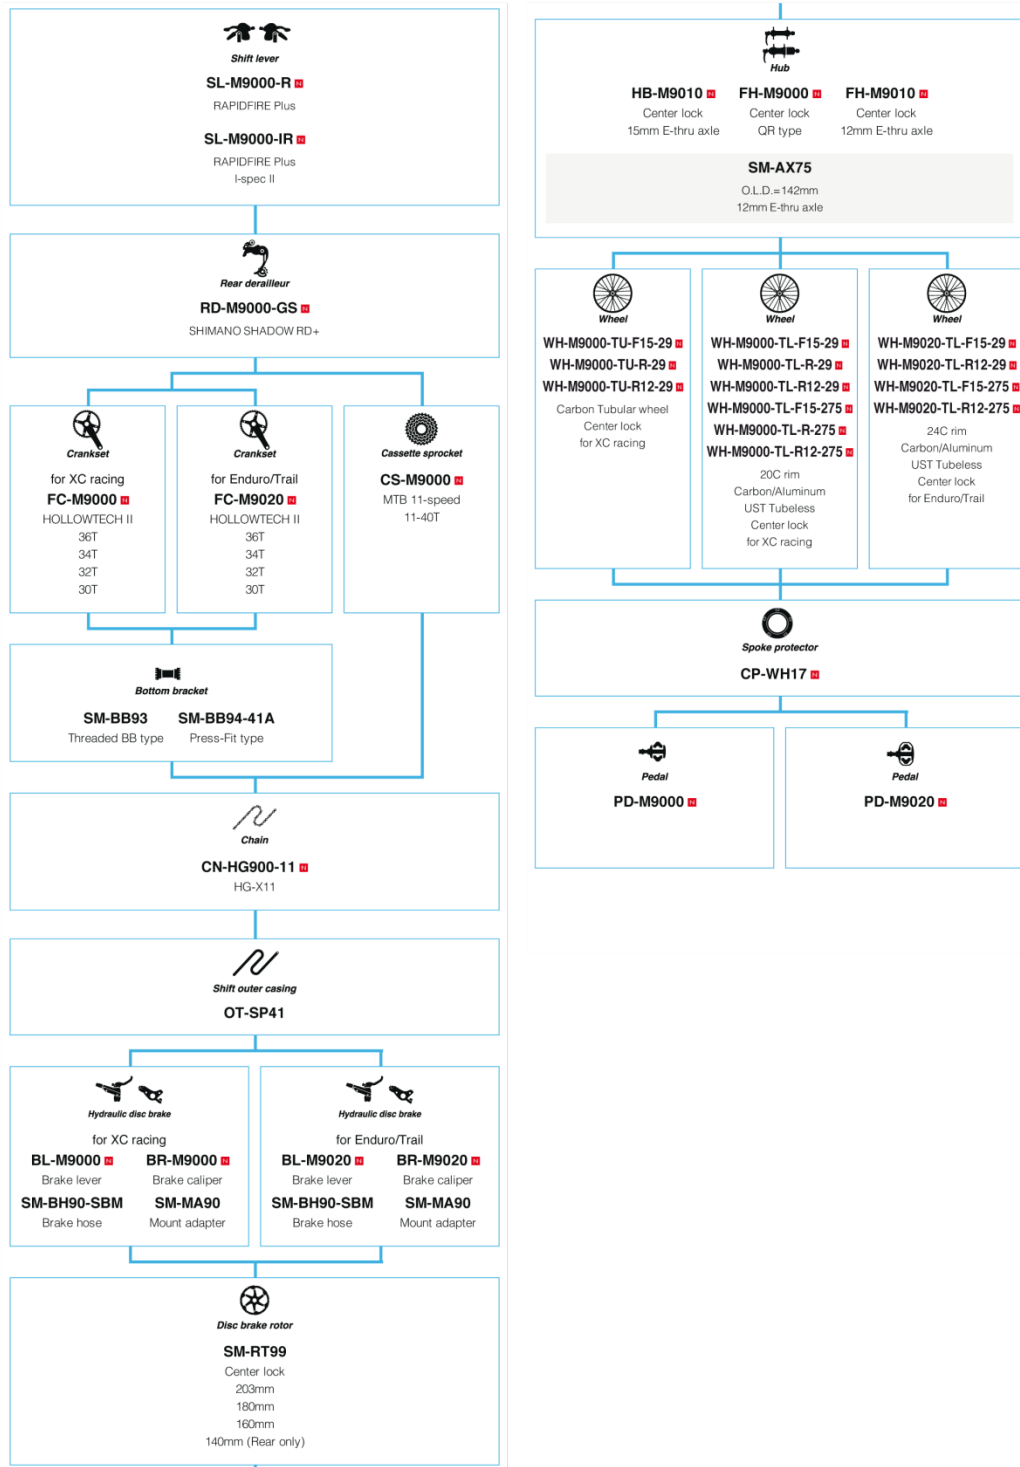 Shift lever
SL-M9000-R N
RAPIDFIRE Plus
SL-M9000-IR N
RAPIDFIRE Plus
I-spec II
Rear derailleur
RD-M9000-GS N
SHIMANO SHADOW RD+
Crankset
for XC racing
FC-M9000 N
HOLLOWTECH II
36T
34T
32T
30T
Crankset
for Enduro/Trail
FC-M9020 N
HOLLOWTECH II
36T
34T
32T
30T
Cassette sprocket
CS-M9000 N
MTB 11-speed
11-40T
Bottom bracket
SM-BB93
Threaded BB type
SM-BB94-41A
Press-Fit type
Chain
CN-HG900-11 N
HG-X11
Shift outer casing
OT-SP41
Hydraulic disc brake
for XC racing
BL-M9000 N
Brake lever
BR-M9000 N
Brake caliper
SM-BH90-SBM
Brake hose
SM-MA90
Mount adapter
Hydraulic disc brake
for Enduro/Trail
BL-M9020 N
Brake lever
BR-M9020 N
Brake caliper
SM-BH90-SBM
Brake hose
SM-MA90
Mount adapter
Disc brake rotor
SM-RT99
Center lock
203mm
180mm
160mm
140mm (Rear only)
Hub
HB-M9010 N
Center lock
15mm E-thru axle
FH-M9000 N
Center lock
QR type
FH-M9010 N
Center lock
12mm E-thru axle
SM-AX75
O.L.D.=142mm
12mm E-thru axle
Wheel
WH-M9000-TU-F15-29 N
WH-M9000-TU-R-29 N
WH-M9000-TU-R12-29 N
Carbon Tubular wheel
Center lock
for XC racing
Wheel
WH-M9000-TL-F15-29 N
WH-M9000-TL-R-29 N
WH-M9000-TL-R12-29 N
WH-M9000-TL-F15-275 N
WH-M9000-TL-R-275 N
WH-M9000-TL-R12-275 N
20C rim
Carbon/Aluminum
UST Tubeless
Center lock
for XC racing
Wheel
WH-M9020-TL-F15-29 N
WH-M9020-TL-R12-29 N
WH-M9020-TL-F15-275 N
WH-M9020-TL-R12-275 N
24C rim
Carbon/Aluminum
UST Tubeless
Center lock
for Enduro/Trail
Spoke protector
CP-WH17 N
Pedal
PD-M9000 N
Pedal
PD-M9020 N